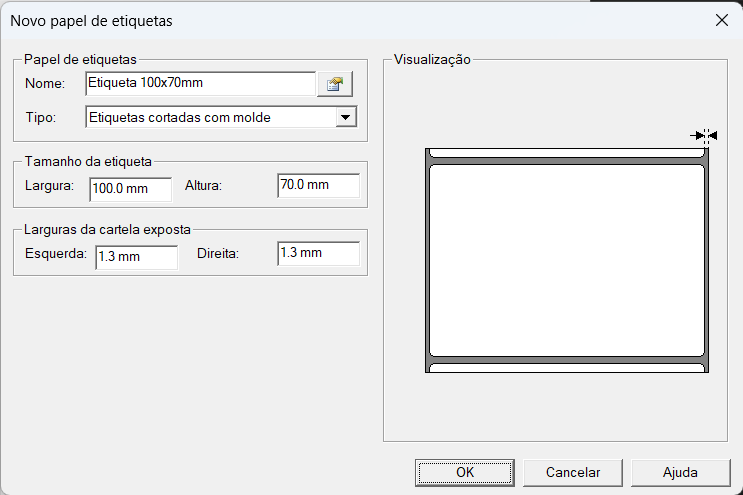 Novo papel de etiquetas
Papel de etiquetas
Nome: Etiqueta 100x70mm
Tipo: Etiquetas cortadas com molde
Tamanho da etiqueta
Largura: 100.0 mm Altura: 70.0 mm
Larguras da cartela exposta
Esquerda: 1.3 mm Direita: 1.3 mm
Visualização
OK Cancelar Ajuda